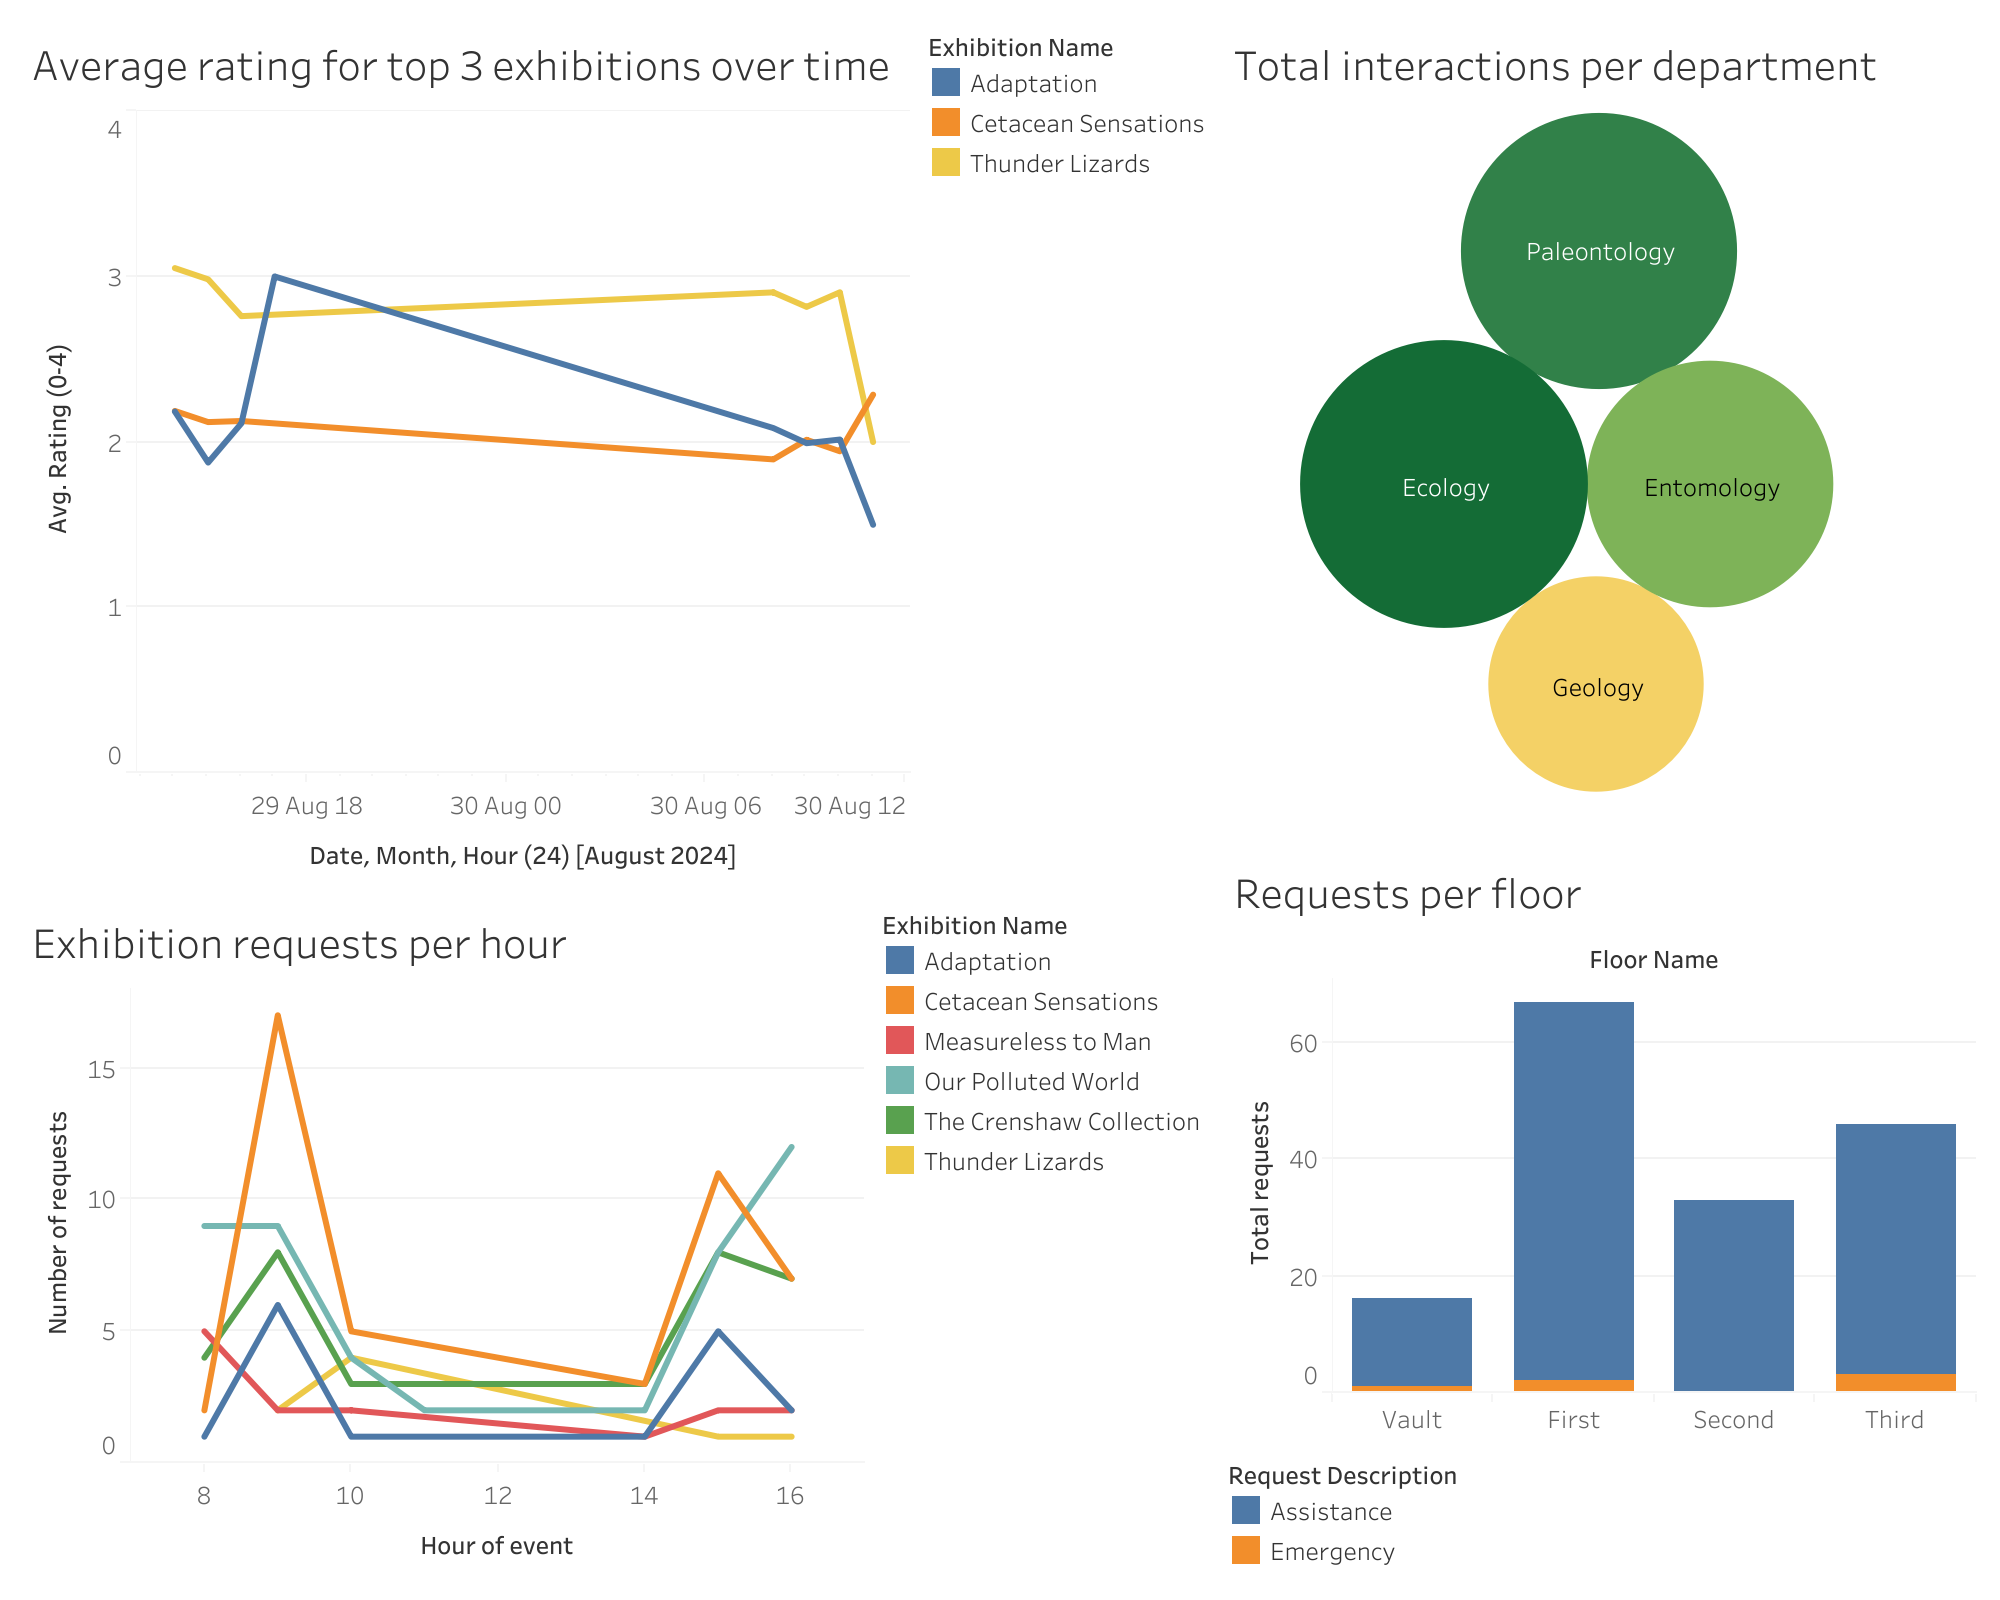 Average rating for top 3 exhibitions over time
Exhibition Name
Adaptation
Cetacean Sensations
Thunder Lizards
4
3
2
1
0
Avg. Rating (0-4)
29 Aug 18
30 Aug 00
30 Aug 06
30 Aug 12
Date, Month, Hour (24) [August 2024]
Total interactions per department
Paleontology
Ecology
Entomology
Geology
Exhibition requests per hour
Exhibition Name
Adaptation
Cetacean Sensations
Measureless to Man
Our Polluted World
The Crenshaw Collection
Thunder Lizards
15
10
5
0
Number of requests
8
10
12
14
16
Hour of event
Requests per floor
Floor Name
60
40
20
0
Total requests
Vault
First
Second
Third
Request Description
Assistance
Emergency